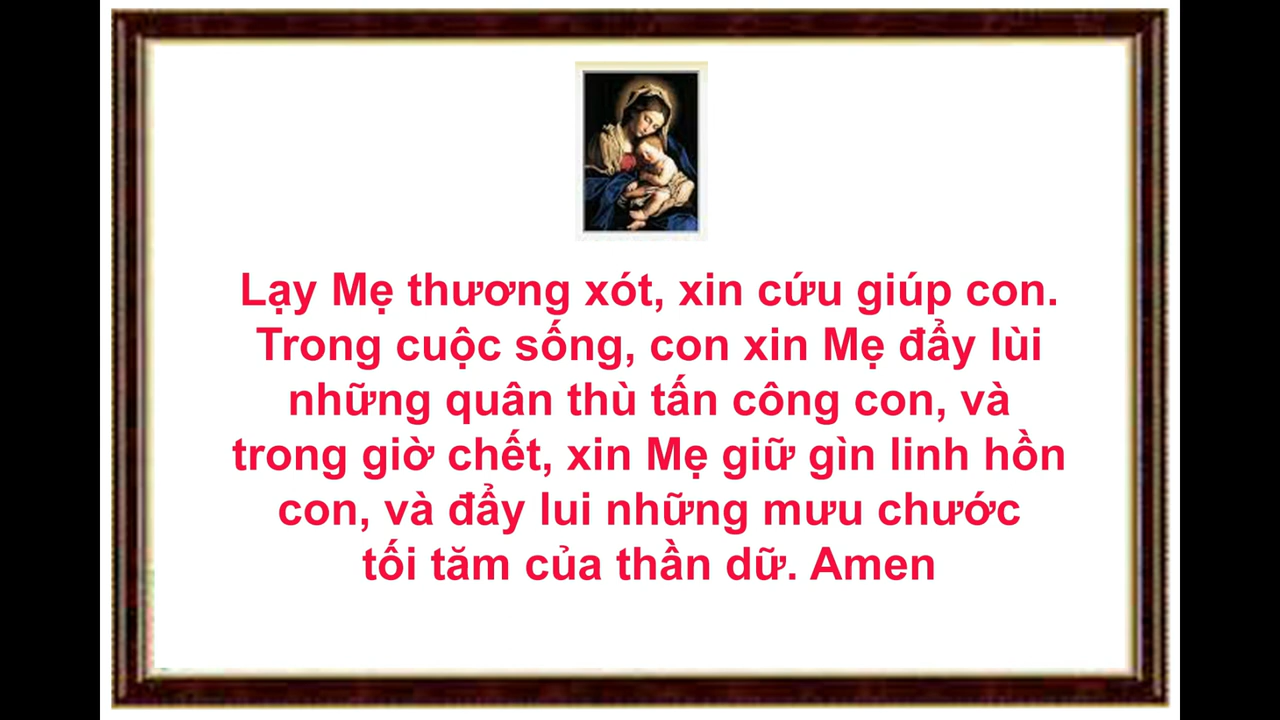 Lạy Mẹ thương xót, xin cứu giúp con.
Trong cuộc sống, con xin Mẹ đẩy lùi
những quân thù tấn công con, và
trong giờ chết, xin Mẹ giữ gìn linh hồn
con, và đẩy lui những mưu chước
tối tăm của thần dữ. Amen